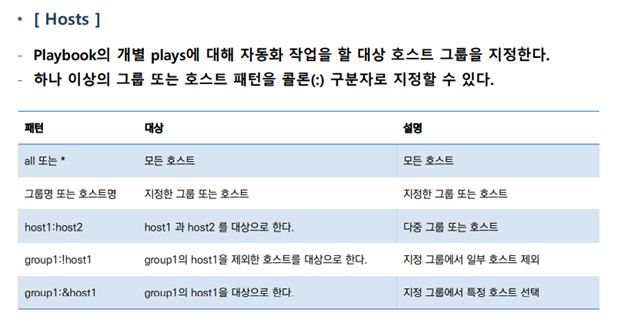 • [ Hosts ]
- Playbook의 개별 plays에 대해 자동화 작업을 할 대상 호스트 그룹을 지정한다.
- 하나 이상의 그룹 또는 호스트 패턴을 콜론(:) 구분자로 지정할 수 있다.
패턴 대상 설명
all 또는 * 모든 호스트 모든 호스트
그룹명 또는 호스트명 지정한 그룹 또는 호스트 지정한 그룹 또는 호스트
host1:host2 host1 과 host2 를 대상으로 한다. 다중 그룹 또는 호스트
group1:!host1 group1의 host1을 제외한 호스트를 대상으로 한다. 지정 그룹에서 일부 호스트 제외
group1:&host1 group1의 host1을 대상으로 한다. 지정 그룹에서 특정 호스트 선택